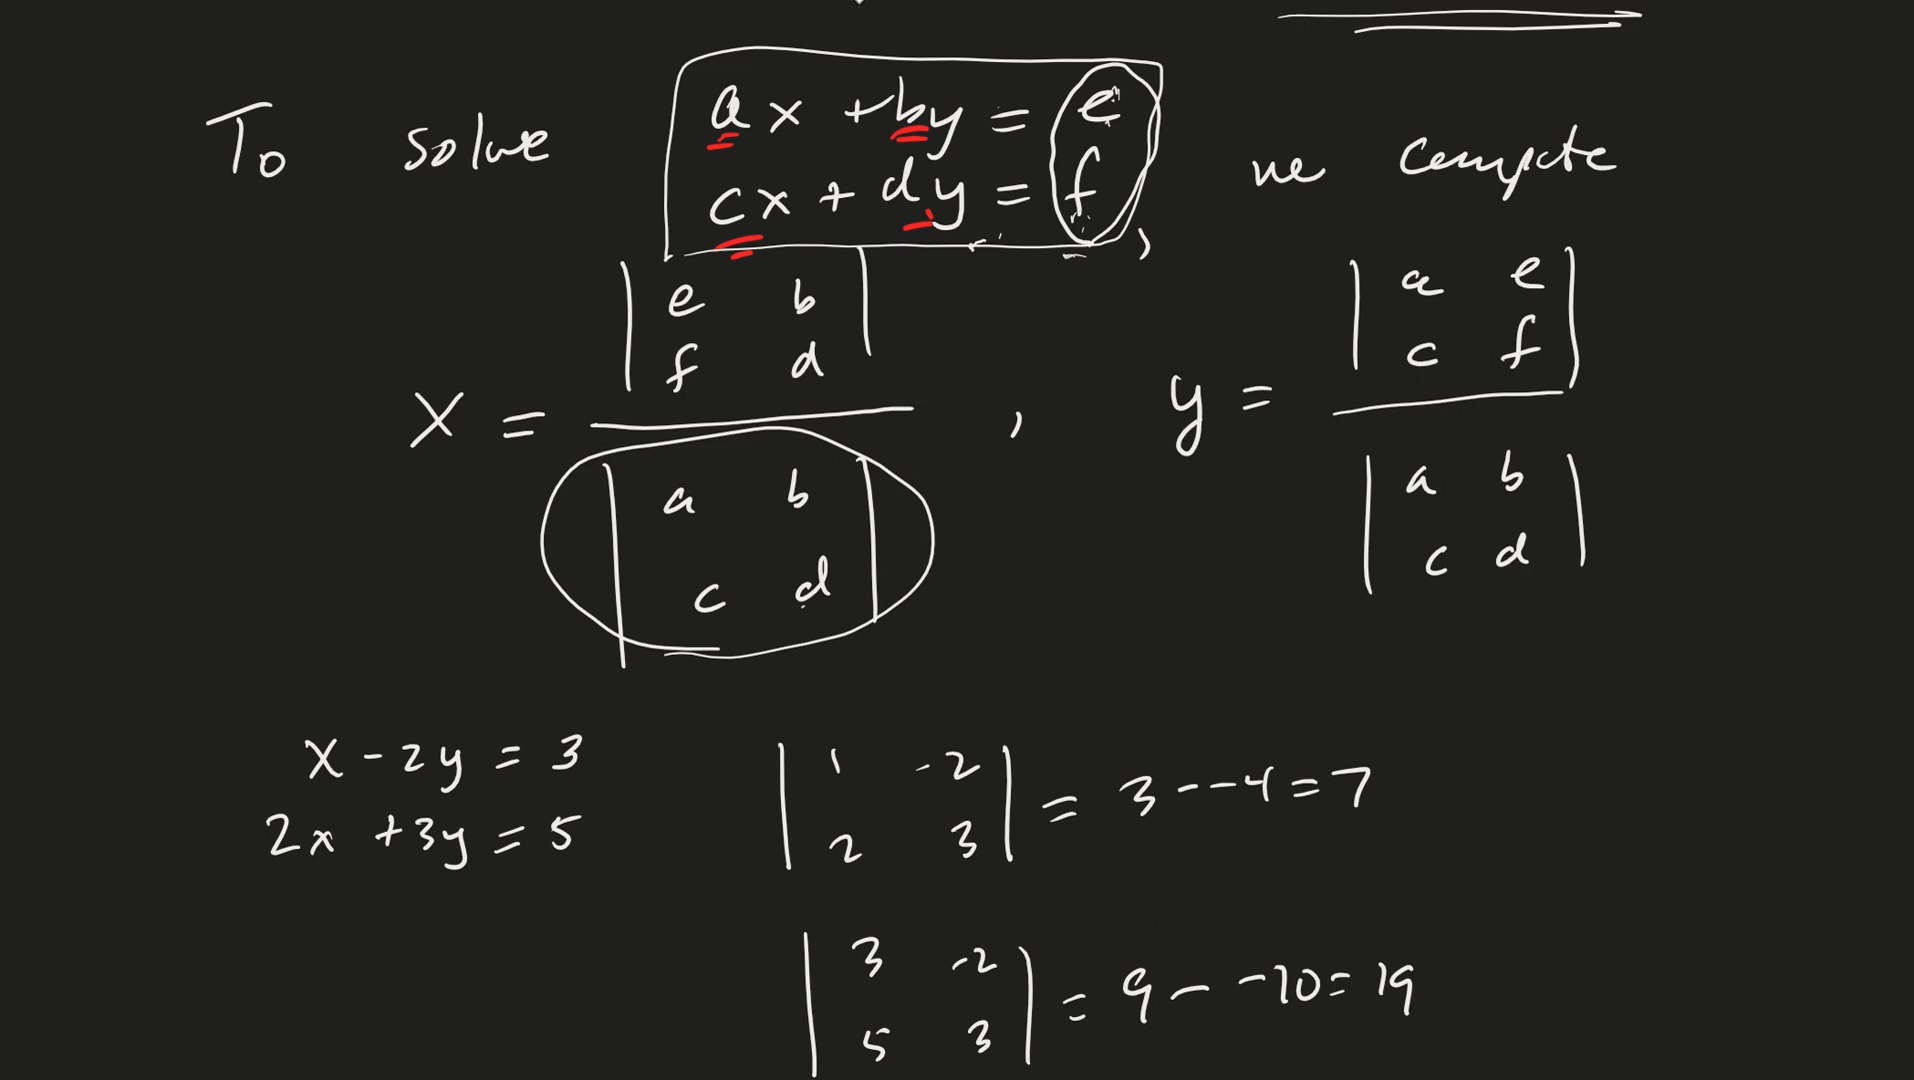 To solve ax + by = e we compute
cx + dy = f,
x = |e b; f d| / |a b; c d| , y = |a e; c f| / |a b; c d|
x - 2y = 3
2x + 3y = 5
|1 -2; 2 3| = 3 - -4 = 7
|3 -2; 5 3| = 9 - -10 = 19